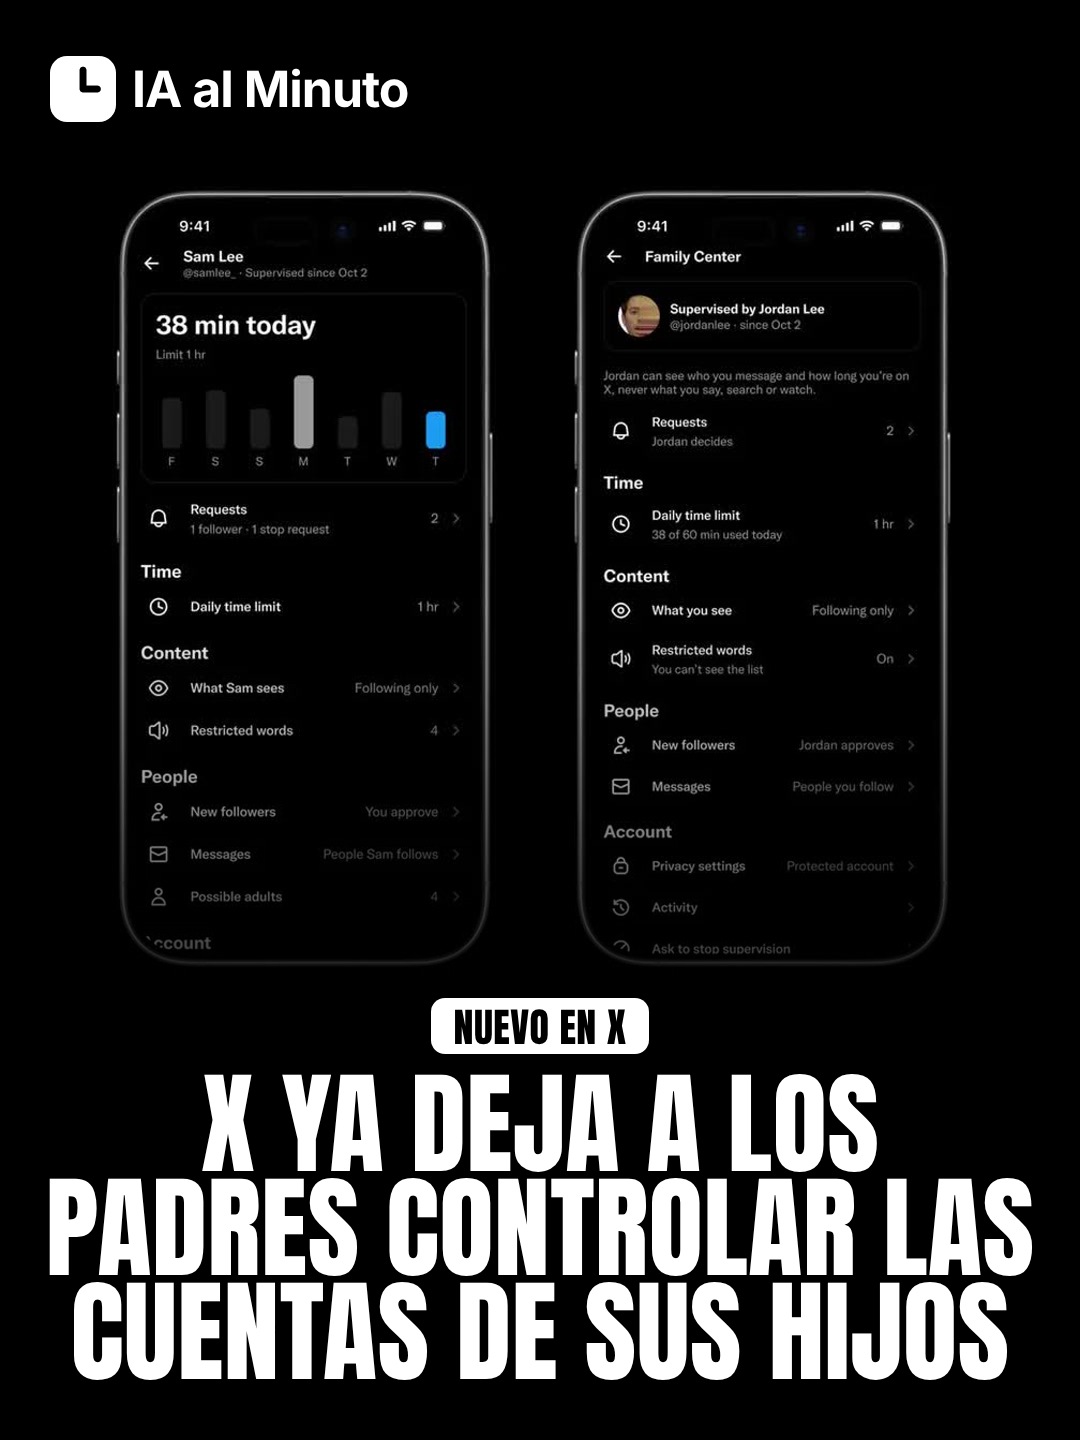 IA al Minuto
9:41
Sam Lee
@samlee_ · Supervised since Oct 2
38 min today
Limit 1 hr
F S S M T W T
Requests
1 follower · 1 stop request
2
Time
Daily time limit 1 hr
Content
What Sam sees Following only
Restricted words 4
People
New followers You approve
Messages People Sam follows
Possible adults 4
Account
9:41
Family Center
Supervised by Jordan Lee
@jordanlee · since Oct 2
Jordan can see who you message and how long you're on
X, never what you say, search or watch.
Requests
Jordan decides
2
Time
Daily time limit
38 of 60 min used today
1 hr
Content
What you see Following only
Restricted words
You can't see the list
On
People
New followers Jordan approves
Messages People you follow
Account
Privacy settings Protected account
Activity
Ask to stop supervision
NUEVO EN X
X YA DEJA A LOS
PADRES CONTROLAR LAS
CUENTAS DE SUS HIJOS